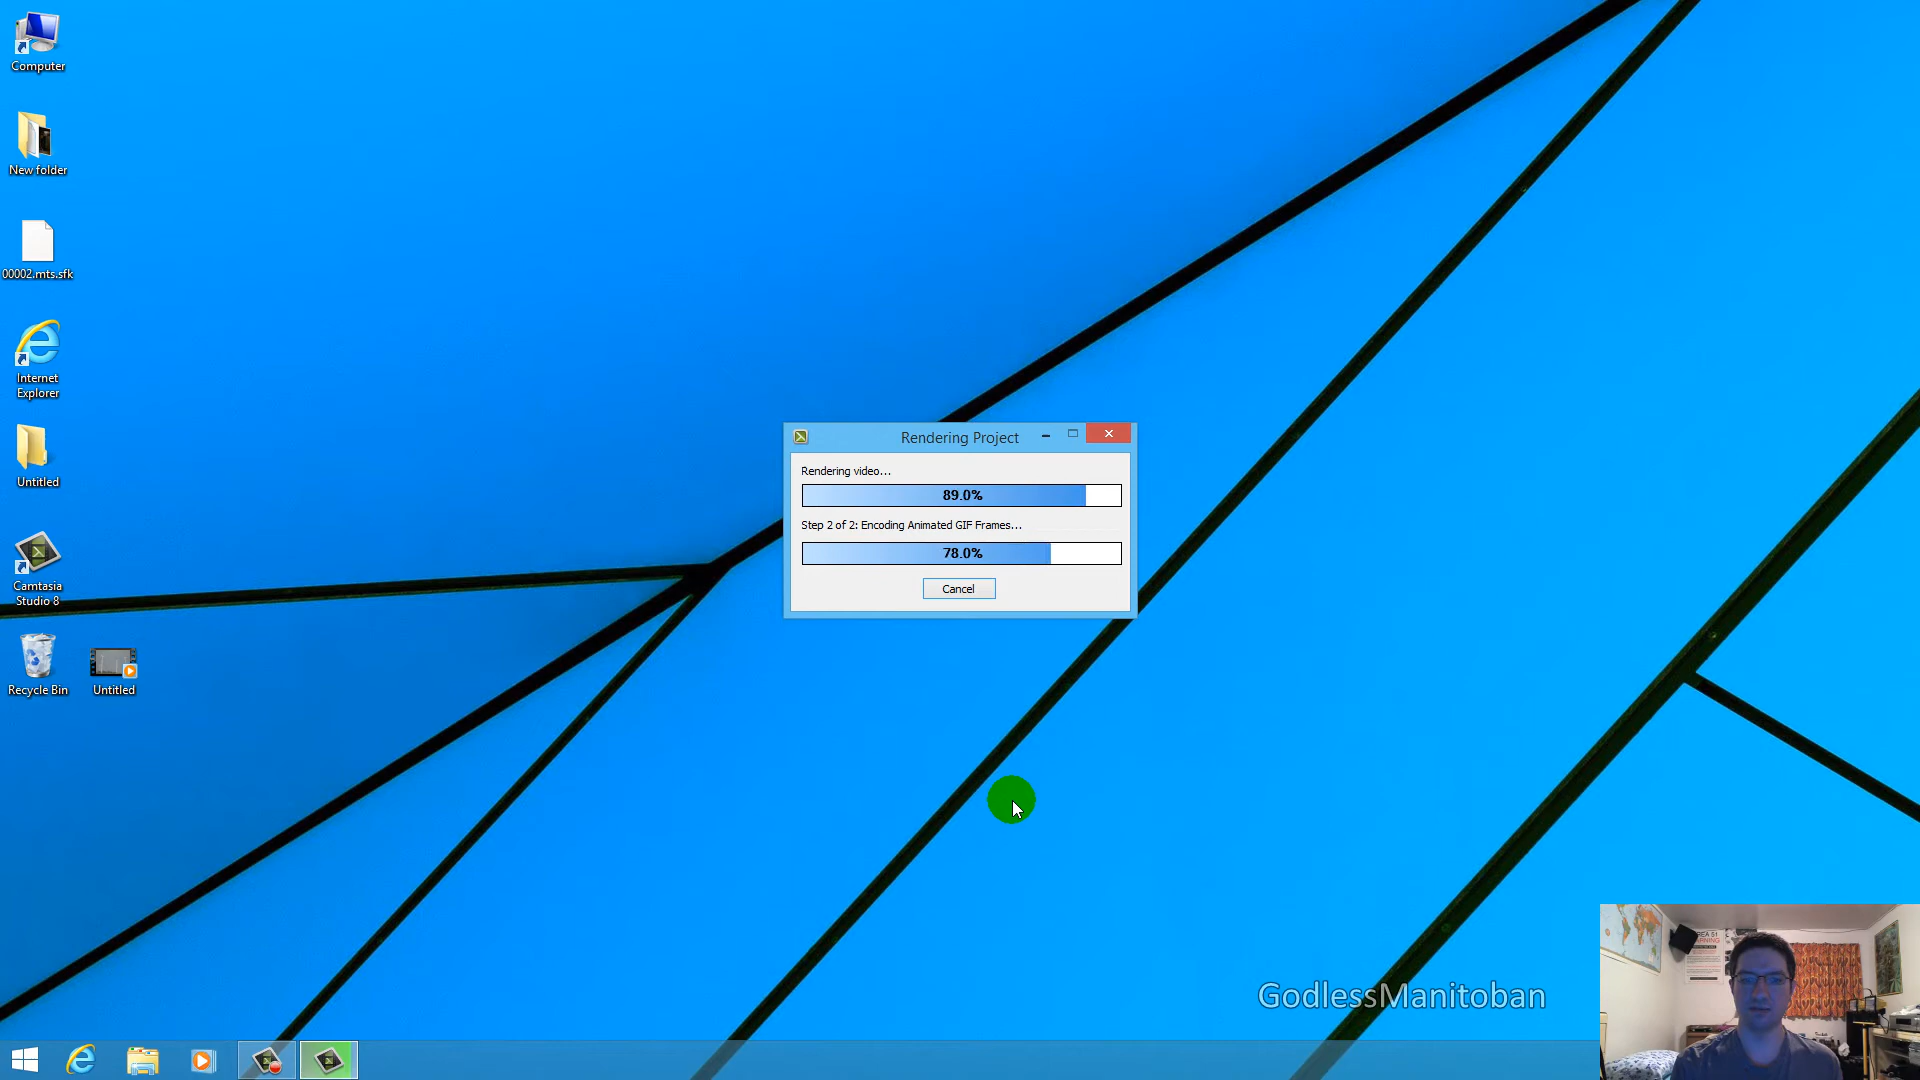 Computer
New folder
00002.mts.sfk
Internet
Explorer
Untitled
Camtasia
Studio 8
Recycle Bin
Untitled
Rendering Project
Rendering video...
89.0%
Step 2 of 2: Encoding Animated GIF Frames...
78.0%
Cancel
GodlessManitoban